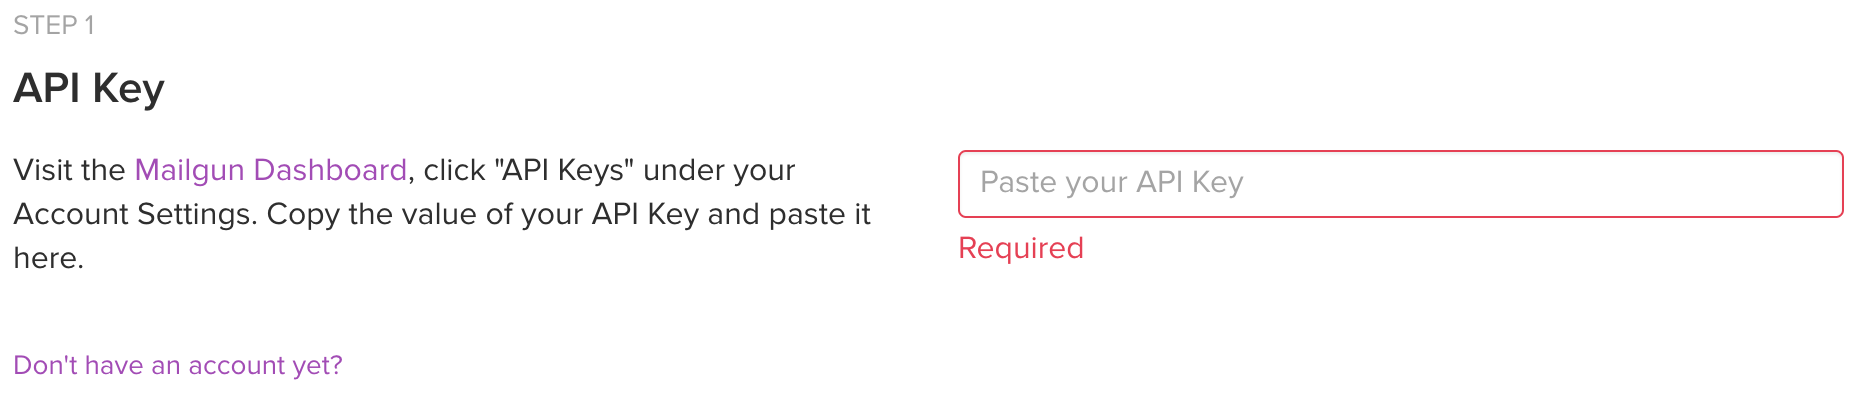 STEP 1
API Key
Visit the Mailgun Dashboard, click "API Keys" under your
Account Settings. Copy the value of your API Key and paste it
here.
Paste your API Key
Required
Don't have an account yet?